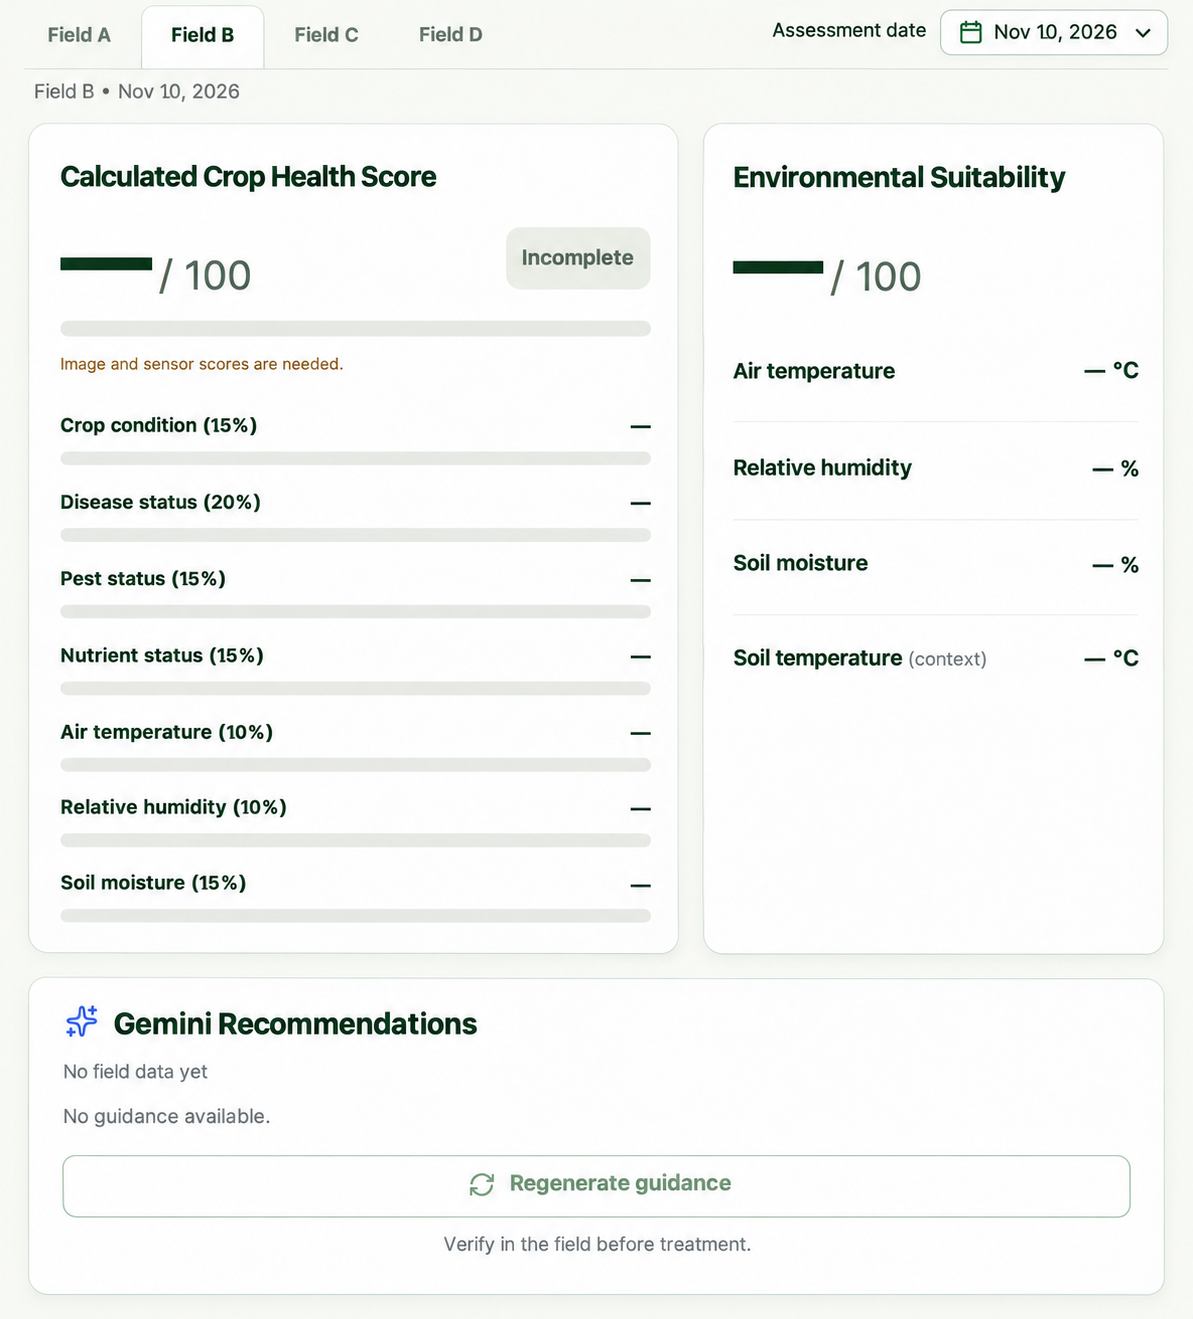 Field A
Field B
Field C
Field D
Assessment date
Nov 10, 2026
Field B • Nov 10, 2026
Calculated Crop Health Score
— / 100
Incomplete
Image and sensor scores are needed.
Crop condition (15%) —
Disease status (20%) —
Pest status (15%) —
Nutrient status (15%) —
Air temperature (10%) —
Relative humidity (10%) —
Soil moisture (15%) —
Environmental Suitability
— / 100
Air temperature — °C
Relative humidity — %
Soil moisture — %
Soil temperature (context) — °C
Gemini Recommendations
No field data yet
No guidance available.
Regenerate guidance
Verify in the field before treatment.